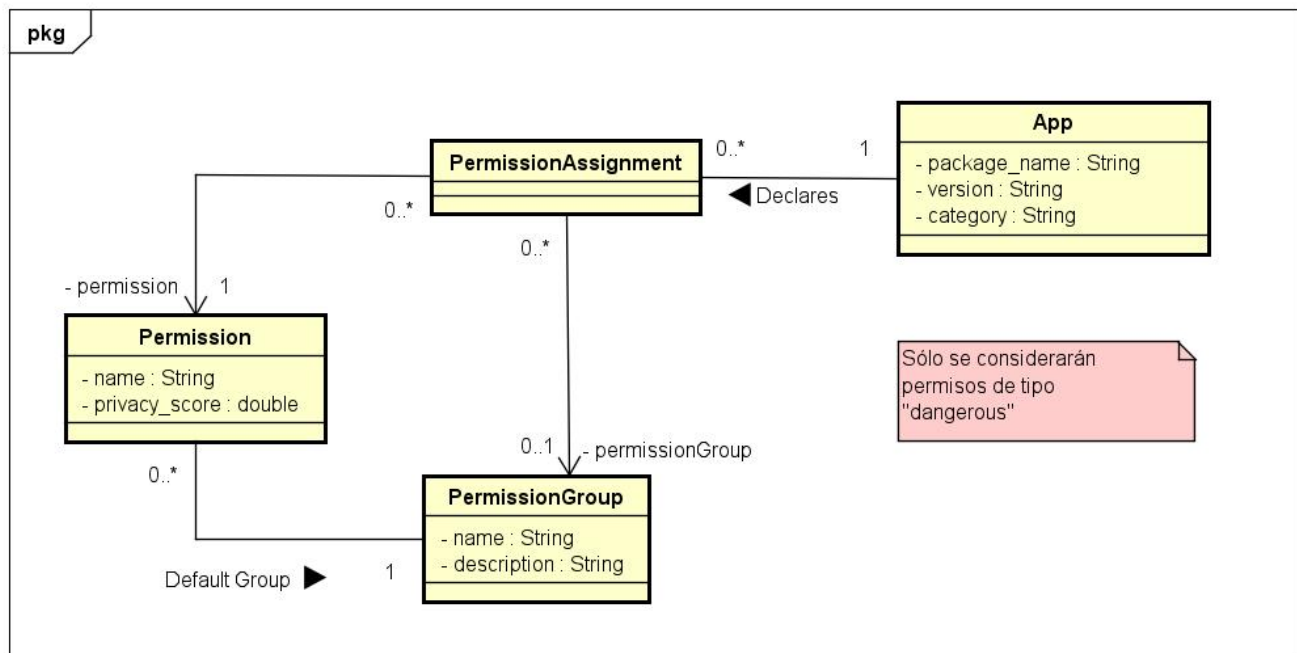 pkg
App
- package_name : String
- version : String
- category : String
PermissionAssignment
0..*
1
◀ Declares
0..*
0..*
- permission
1
Permission
- name : String
- privacy_score : double
Sólo se considerarán
permisos de tipo
"dangerous"
0..1
- permissionGroup
0..*
PermissionGroup
- name : String
- description : String
Default Group ▶
1